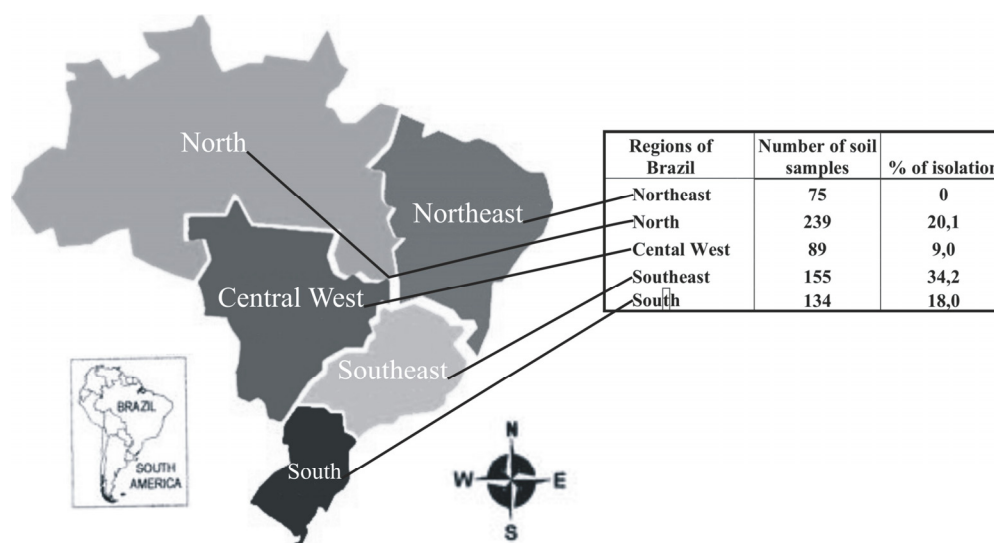 North
Northeast
Central West
Southeast
South
BRAZIL
SOUTH
AMERICA
N
W E
S
Regions of Brazil Number of soil samples % of isolation
Northeast 75 0
North 239 20,1
Cental West 89 9,0
Southeast 155 34,2
South 134 18,0